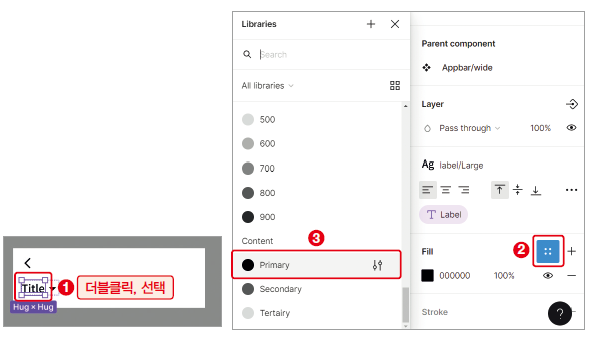 Title
Hug × Hug
1 더블클릭, 선택
Libraries
Search
All libraries
500
600
700
800
900
Content
3
Primary
Secondary
Tertairy
Parent component
Appbar/wide
Layer
Pass through 100%
Ag label/Large
T Label
2
Fill
000000 100%
Stroke
?